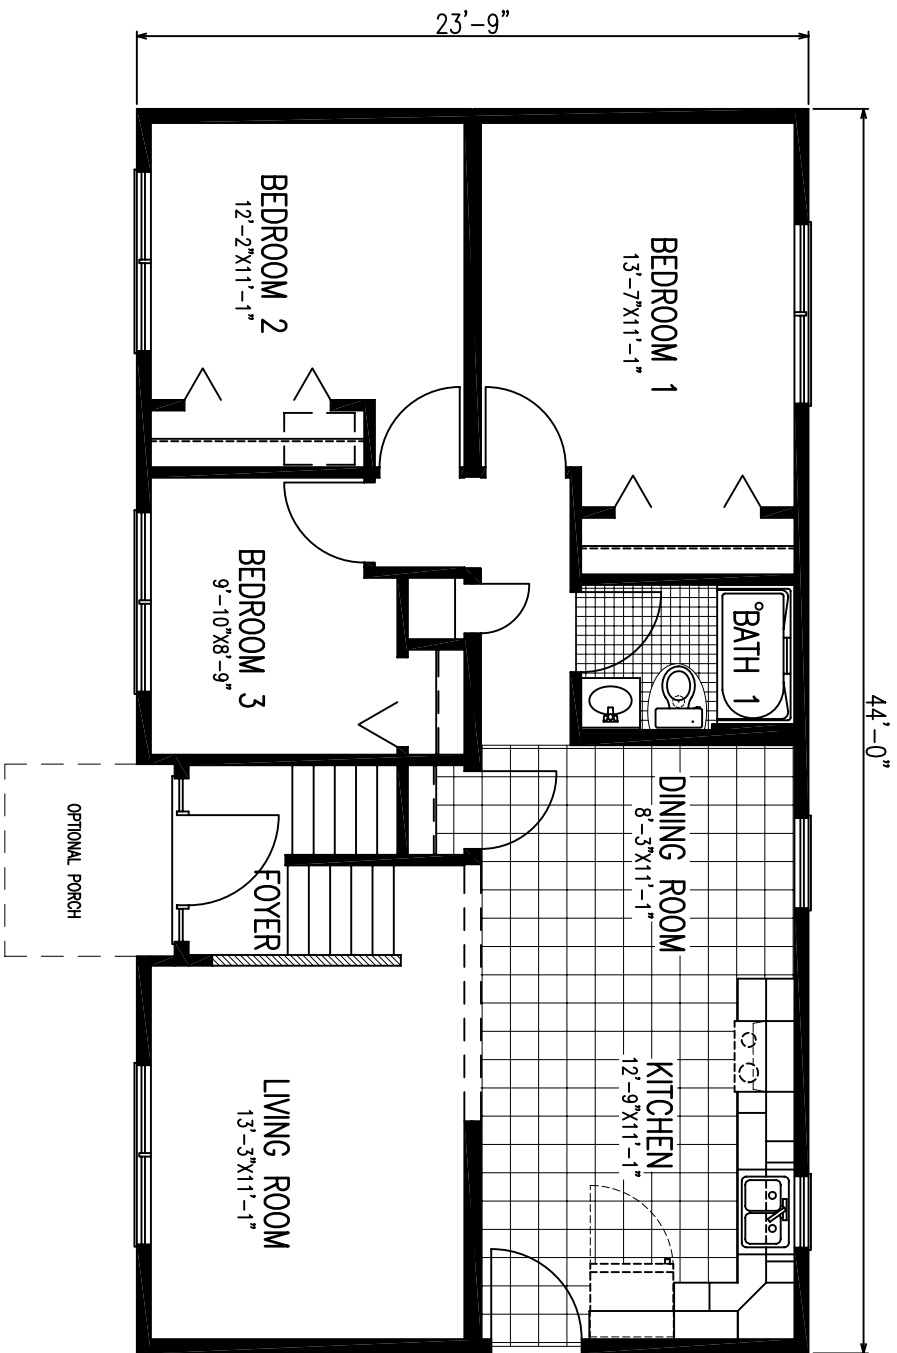 23'-9"
44'-0"
BEDROOM 2
12'-2"X11'-1"
BEDROOM 1
13'-7"X11'-1"
BEDROOM 3
9'-10"X8'-9"
BATH 1
OPTIONAL PORCH
FOYER
DINING ROOM
8'-3"X11'-1"
LIVING ROOM
13'-3"X11'-1"
KITCHEN
12'-9"X11'-1"